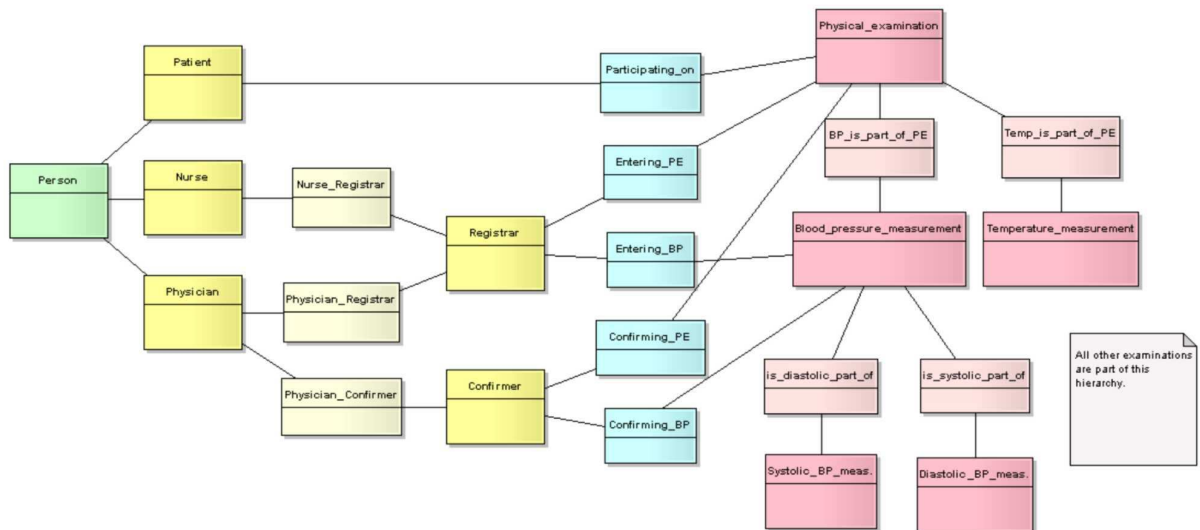 Physical_examination
Patient
Participating_on
BP_is_part_of_PE
Temp_is_part_of_PE
Entering_PE
Person
Nurse
Nurse_Registrar
Registrar
Blood_pressure_measurement
Temperature_measurement
Entering_BP
Physician
Physician_Registrar
Confirming_PE
All other examinations
are part of this
hierarchy.
is_diastolic_part_of
is_systolic_part_of
Physician_Confirmer
Confirmer
Confirming_BP
Systolic_BP_meas.
Diastolic_BP_meas.